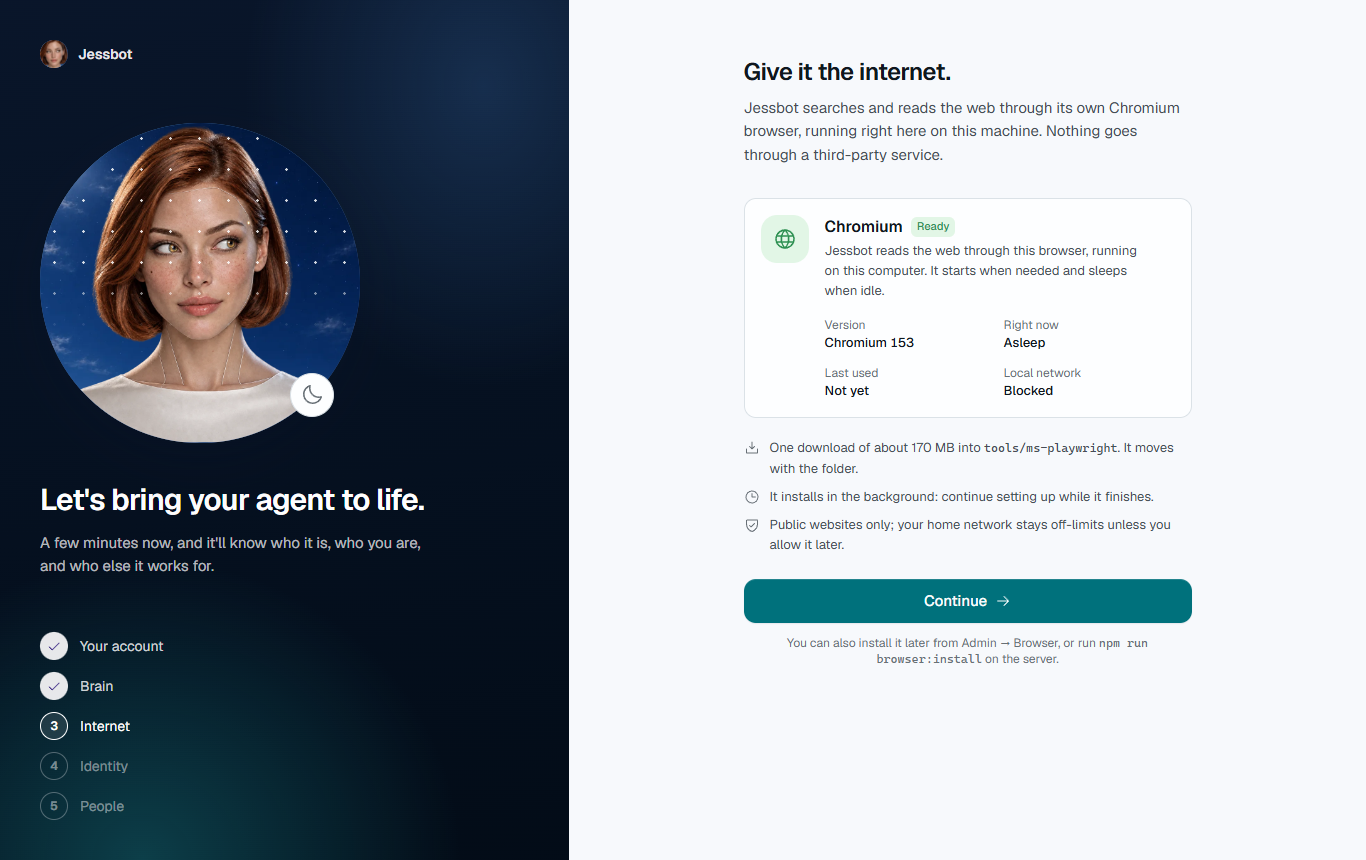 Jessbot
Let's bring your agent to life.
A few minutes now, and it'll know who it is, who you are,
and who else it works for.
Your account
Brain
3 Internet
4 Identity
5 People
Give it the internet.
Jessbot searches and reads the web through its own Chromium
browser, running right here on this machine. Nothing goes
through a third-party service.
Chromium Ready
Jessbot reads the web through this browser, running
on this computer. It starts when needed and sleeps
when idle.
Version
Chromium 153
Right now
Asleep
Last used
Not yet
Local network
Blocked
One download of about 170 MB into tools/ms-playwright. It moves
with the folder.
It installs in the background: continue setting up while it finishes.
Public websites only; your home network stays off-limits unless you
allow it later.
Continue →
You can also install it later from Admin → Browser, or run npm run
browser:install on the server.